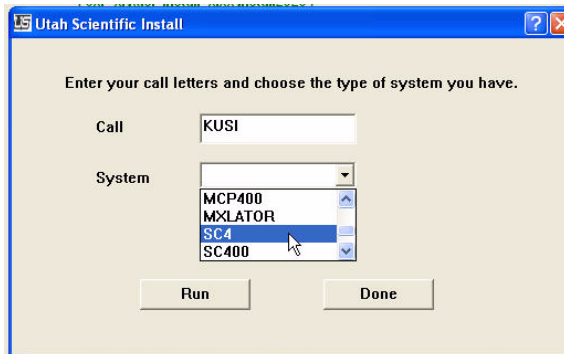 Utah Scientific Install
Enter your call letters and choose the type of system you have.
Call KUSI
System
MCP400
MXLATOR
SC4
SC400
Run Done